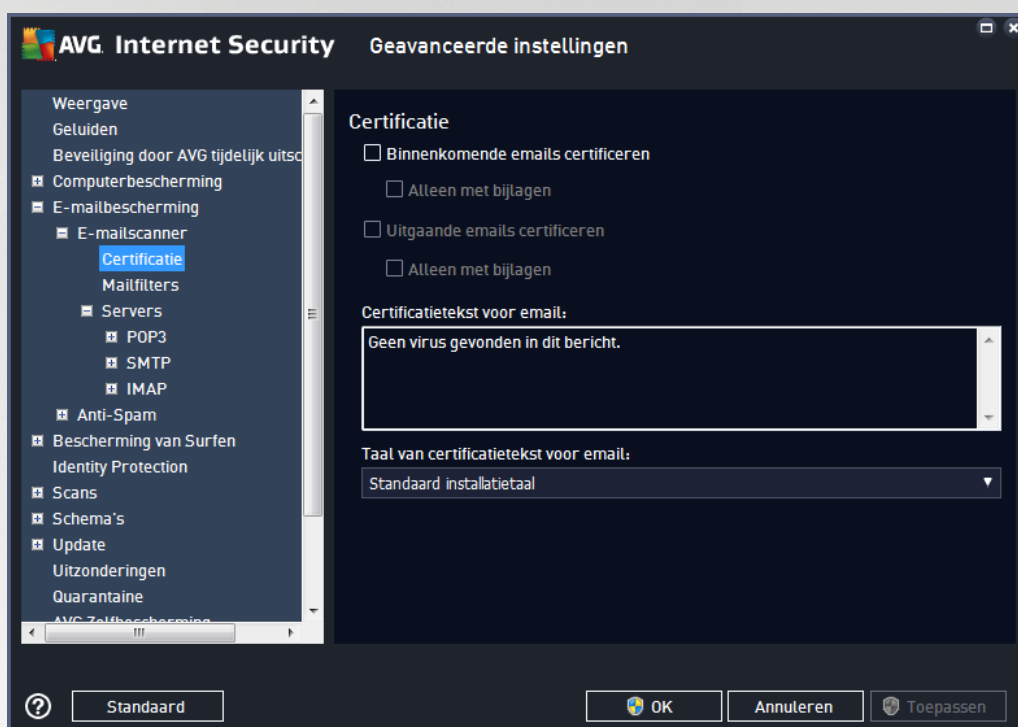 AVG. Internet Security Geavanceerde instellingen
Weergave
Geluiden
Beveiliging door AVG tijdelijk uitsc
Computerbescherming
E-mailbescherming
E-mailscanner
Certificatie
Mailfilters
Servers
POP3
SMTP
IMAP
Anti-Spam
Bescherming van Surfen
Identity Protection
Scans
Schema's
Update
Uitzonderingen
Quarantaine
AVG Zelfbescherming
Certificatie
Binnenkomende emails certificeren
Alleen met bijlagen
Uitgaande emails certificeren
Alleen met bijlagen
Certificatietekst voor email:
Geen virus gevonden in dit bericht.
Taal van certificatietekst voor email:
Standaard installatietaal
? Standaard OK Annuleren Toepassen